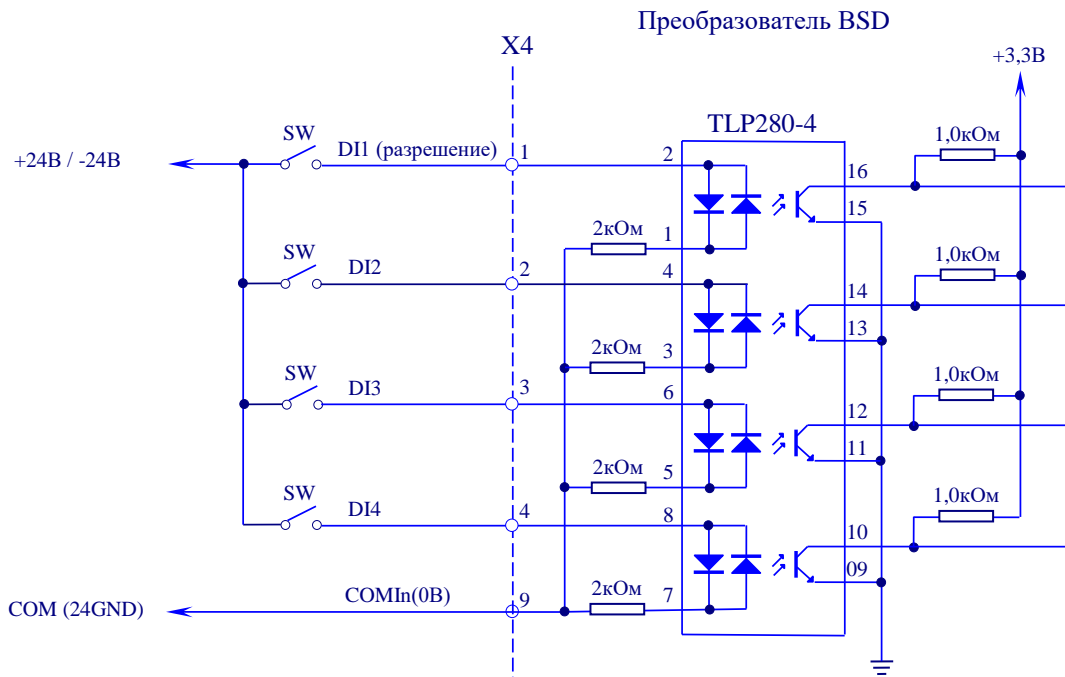 Преобразователь BSD
X4
+3,3В
TLP280-4
1,0кОм
SW
+24В / -24В
DI1 (разрешение)
1
2
16
15
2кОм
1
SW
DI2
2
4
1,0кОм
14
13
2кОм
3
SW
DI3
3
6
1,0кОм
12
11
2кОм
5
SW
DI4
4
8
1,0кОм
10
09
2кОм
7
COM (24GND)
COMIn(0В)
9